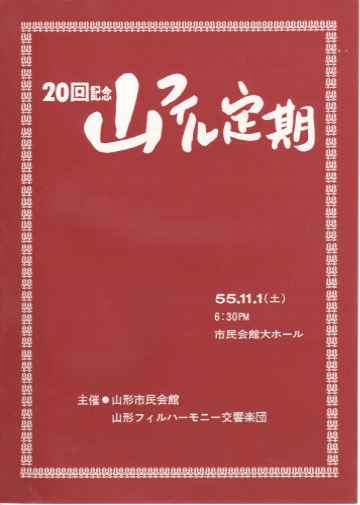 20回記念
山フィル定期
55.11.1(土)
6:30PM
市民会館大ホール
主催●山形市民会館
山形フィルハーモニー交響楽団